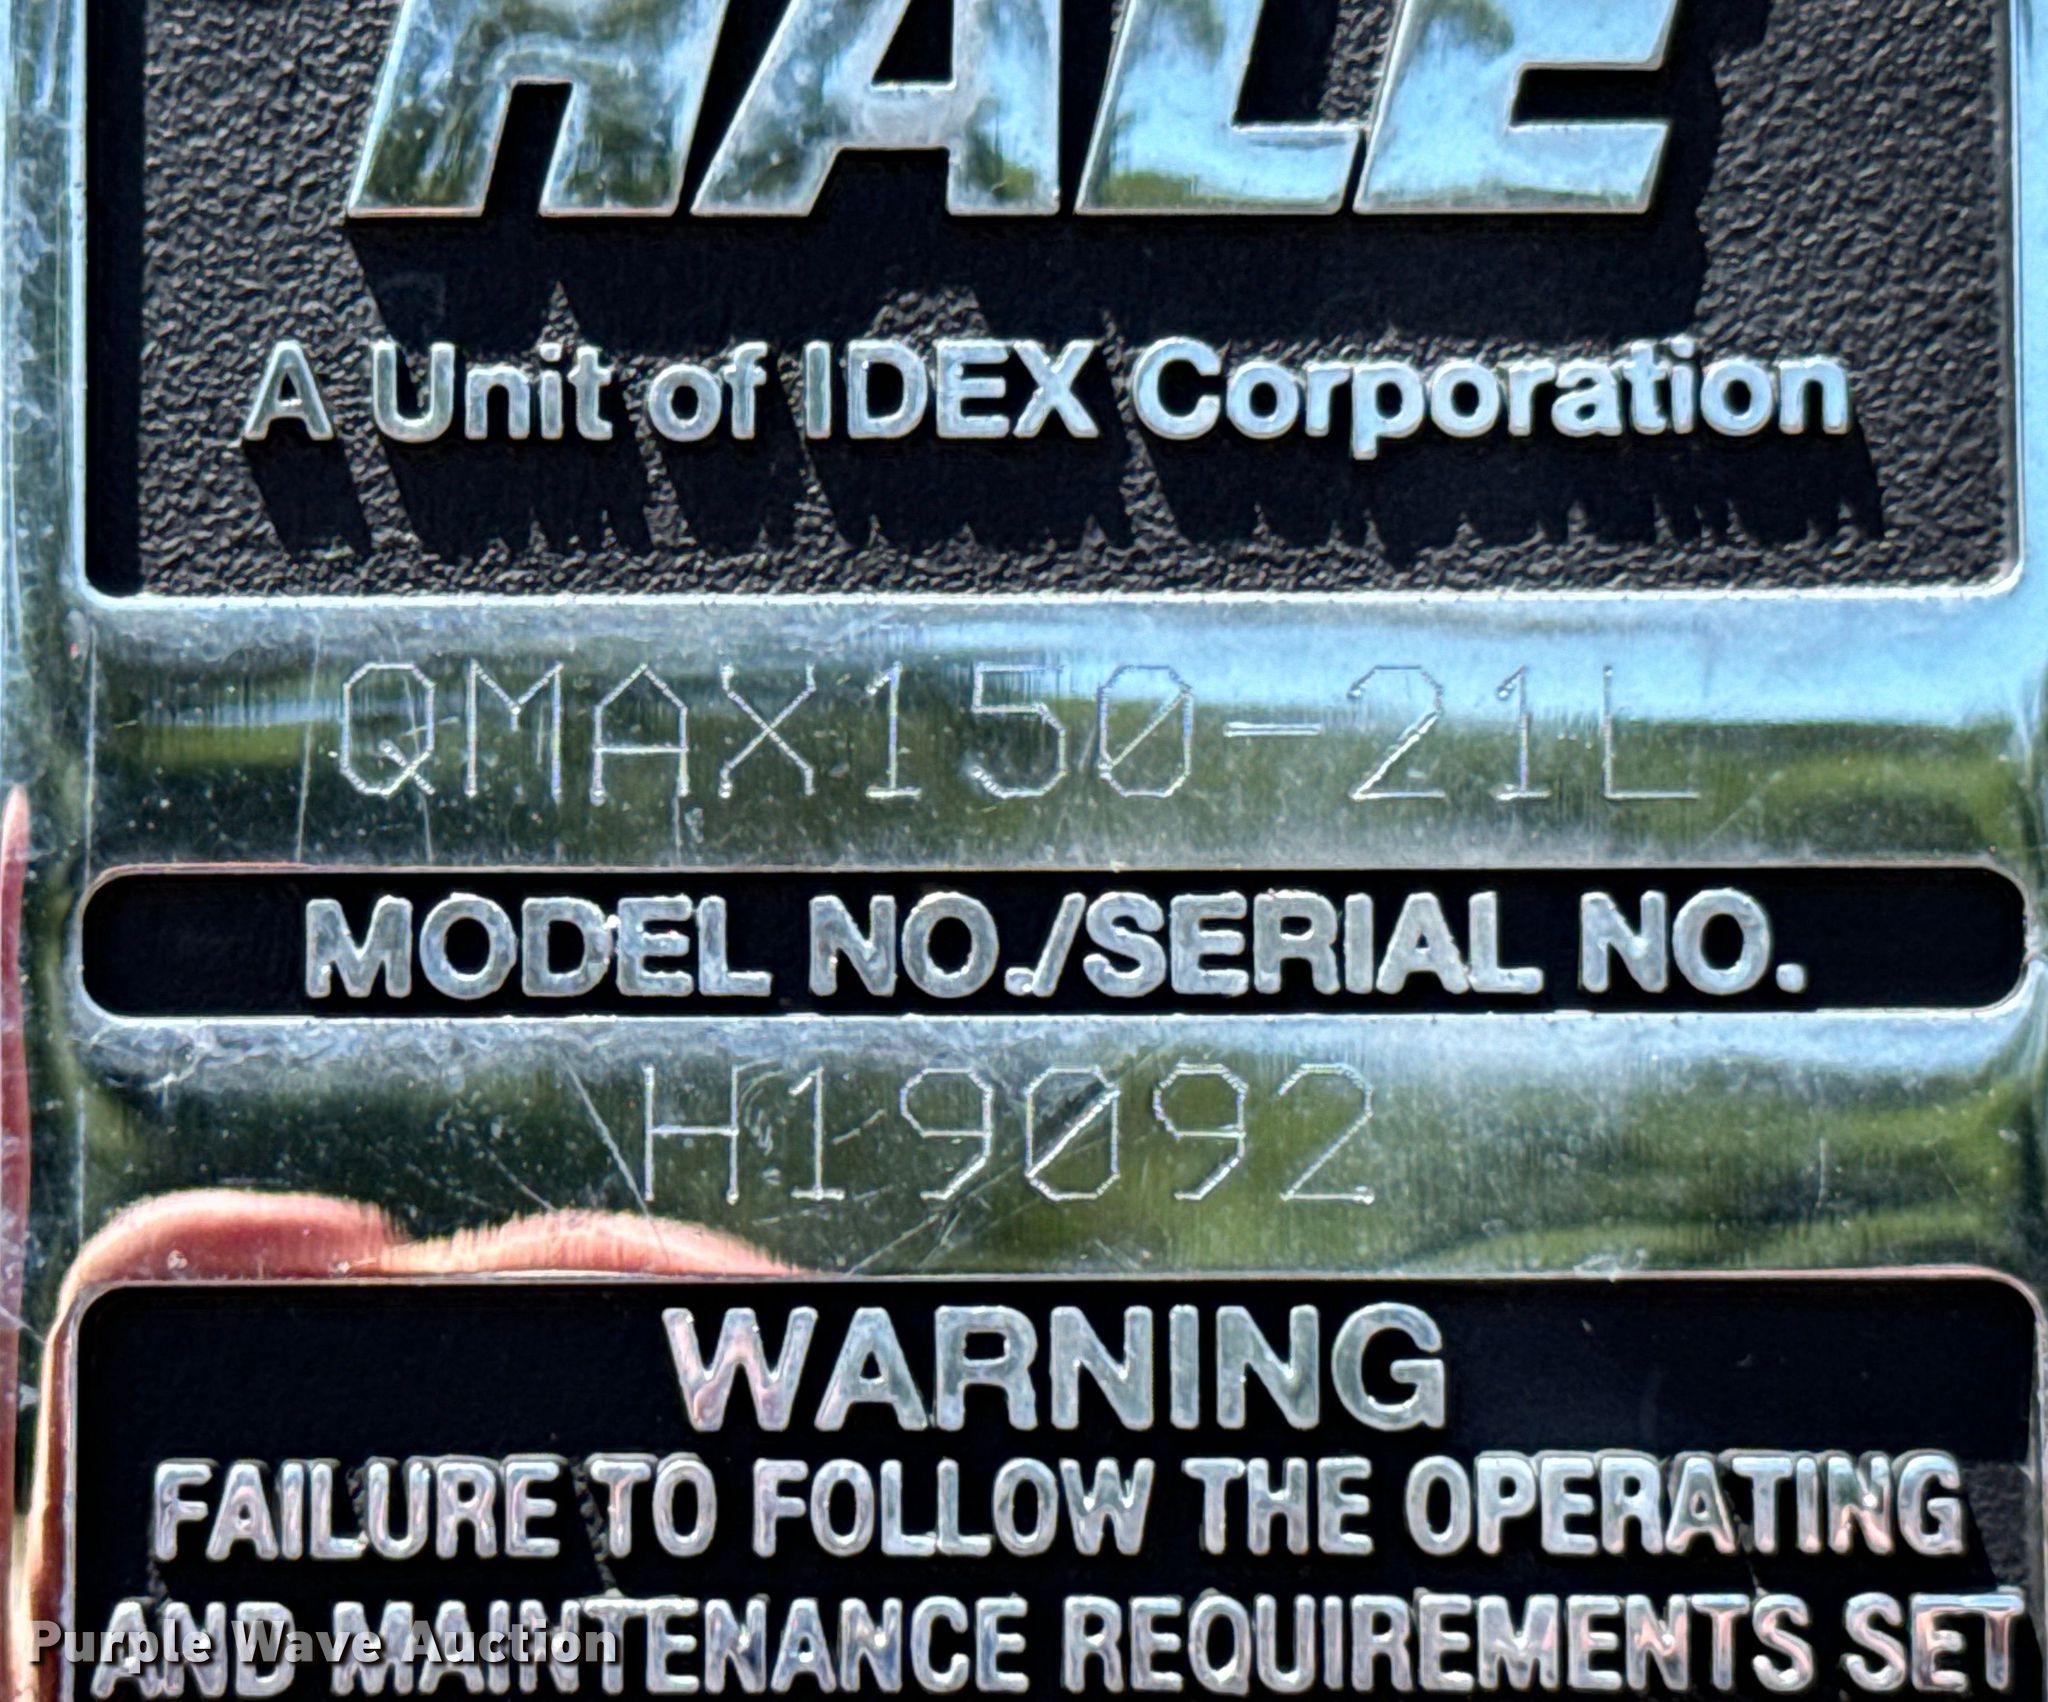 HALE
A Unit of IDEX Corporation
QMAX150-21L
MODEL NO./SERIAL NO.
H19092
WARNING
FAILURE TO FOLLOW THE OPERATING
AND MAINTENANCE REQUIREMENTS SET
Purple Wave Auction